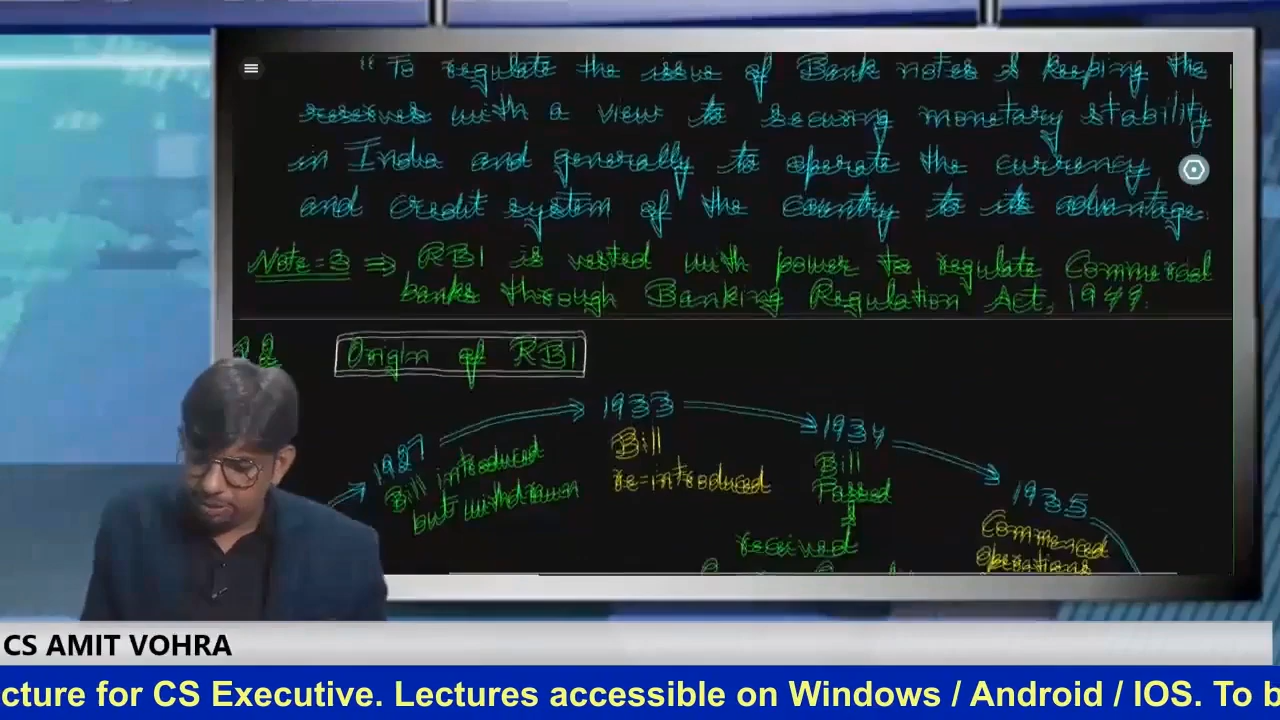 “To regulate the issue of Bank notes & keeping the
reserves with a view to securing monetary stability
in India and generally to operate the currency
and credit system of the country to its advantage.
Note=3 ⇒ RBI is vested with power to regulate Commercial
banks through Banking Regulation Act, 1949.
Origin of RBI
1927
Bill introduced
but withdrawn
1933
Bill
re-introduced
1934
Bill
Passed
received
1935
Commenced
Operations
CS AMIT VOHRA
cture for CS Executive. Lectures accessible on Windows / Android / IOS. To b